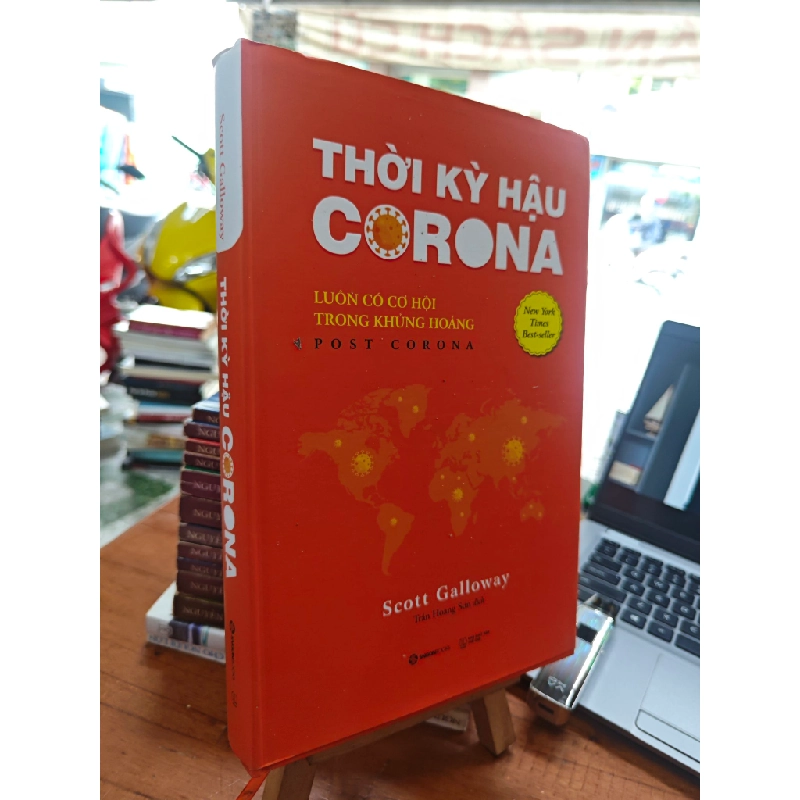 THỜI KỲ HẬU
CORONA
LUÔN CÓ CƠ HỘI
TRONG KHỦNG HOẢNG
POST CORONA
New York
Times
Best-seller
Scott Galloway
Scott Galloway
THỜI KỲ HẬU CORONA